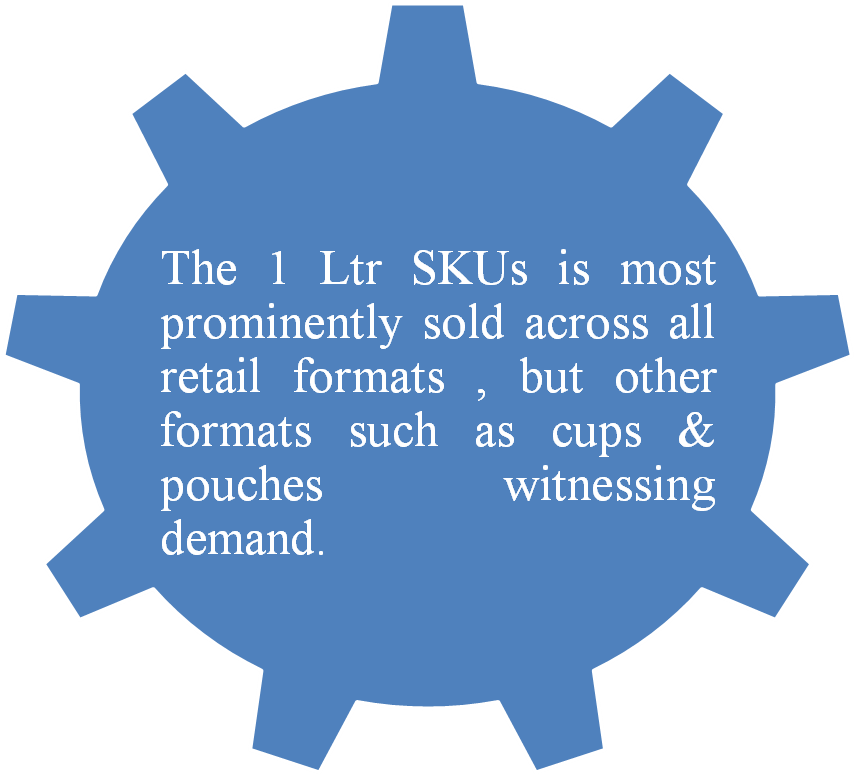 The 1 Ltr SKUs is most
prominently sold across all
retail formats , but other
formats such as cups &
pouches witnessing
demand.